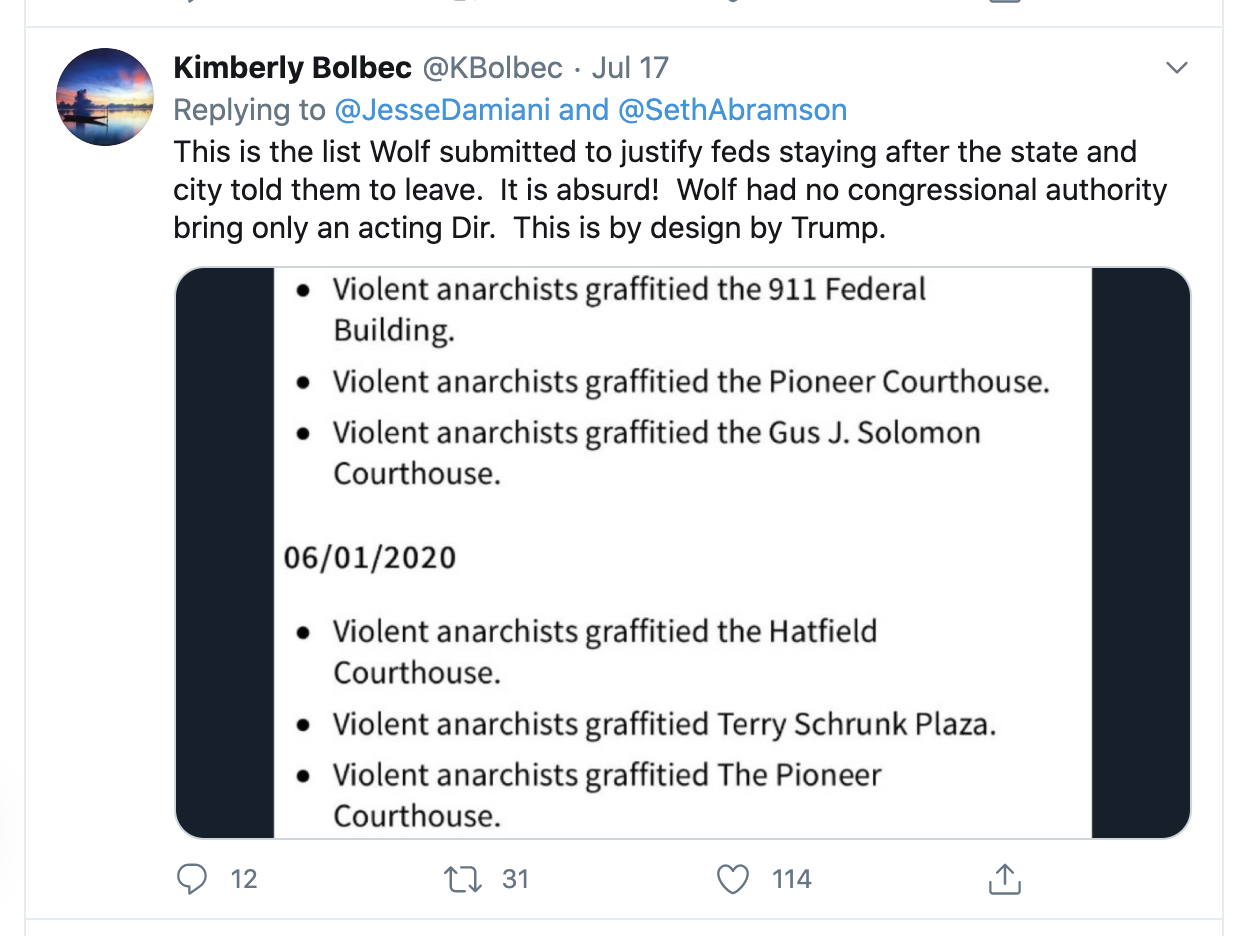 Kimberly Bolbec @KBolbec · Jul 17
Replying to @JesseDamiani and @SethAbramson
This is the list Wolf submitted to justify feds staying after the state and
city told them to leave.  It is absurd!  Wolf had no congressional authority
bring only an acting Dir.  This is by design by Trump.
• Violent anarchists graffitied the 911 Federal
Building.
• Violent anarchists graffitied the Pioneer Courthouse.
• Violent anarchists graffitied the Gus J. Solomon
Courthouse.
06/01/2020
• Violent anarchists graffitied the Hatfield
Courthouse.
• Violent anarchists graffitied Terry Schrunk Plaza.
• Violent anarchists graffitied The Pioneer
Courthouse.
12 31 114